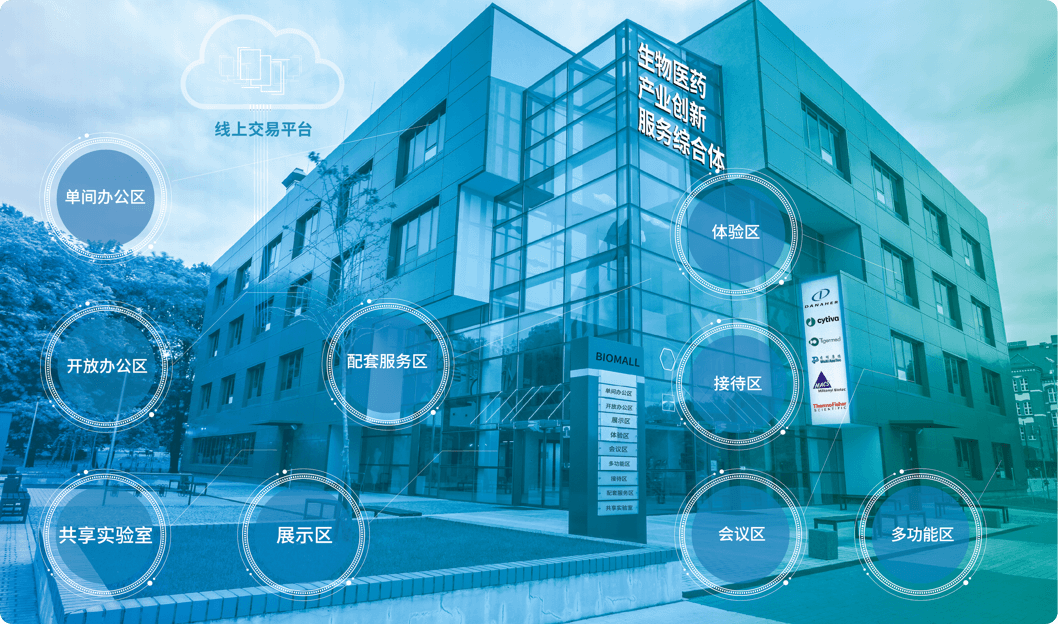 生物医药
产业创新
服务综合体
线上交易平台
单间办公区
体验区
开放办公区
配套服务区
接待区
共享实验室
展示区
会议区
多功能区
DANAHER
cytiva
Tigermed
MACS
Miltenyi Biotec
ThermoFisher
SCIENTIFIC
BIOMALL
单间办公区
开放办公区
展示区
体验区
会议区
多功能区
接待区
配套服务区
共享实验室